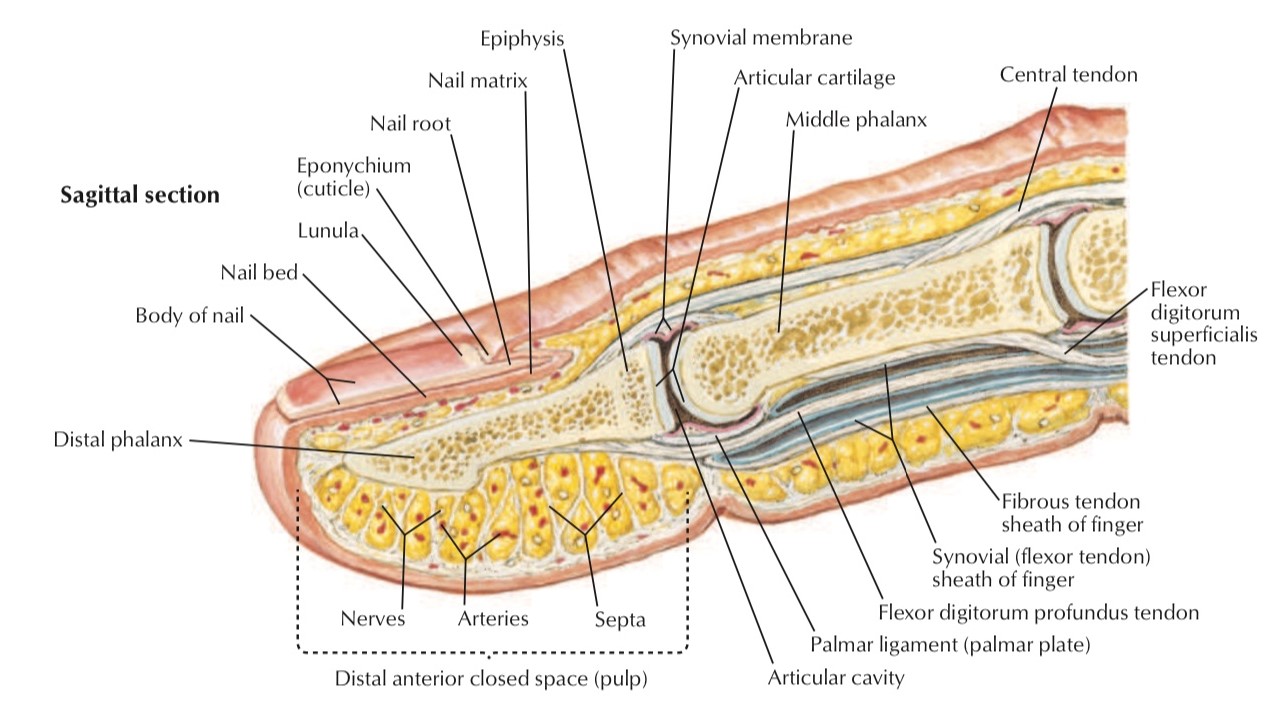 Epiphysis
Synovial membrane
Nail matrix
Articular cartilage
Central tendon
Nail root
Middle phalanx
Eponychium
(cuticle)
Sagittal section
Lunula
Nail bed
Body of nail
Flexor
digitorum
superficialis
tendon
Distal phalanx
Fibrous tendon
sheath of finger
Synovial (flexor tendon)
sheath of finger
Nerves
Arteries
Septa
Flexor digitorum profundus tendon
Palmar ligament (palmar plate)
Distal anterior closed space (pulp)
Articular cavity